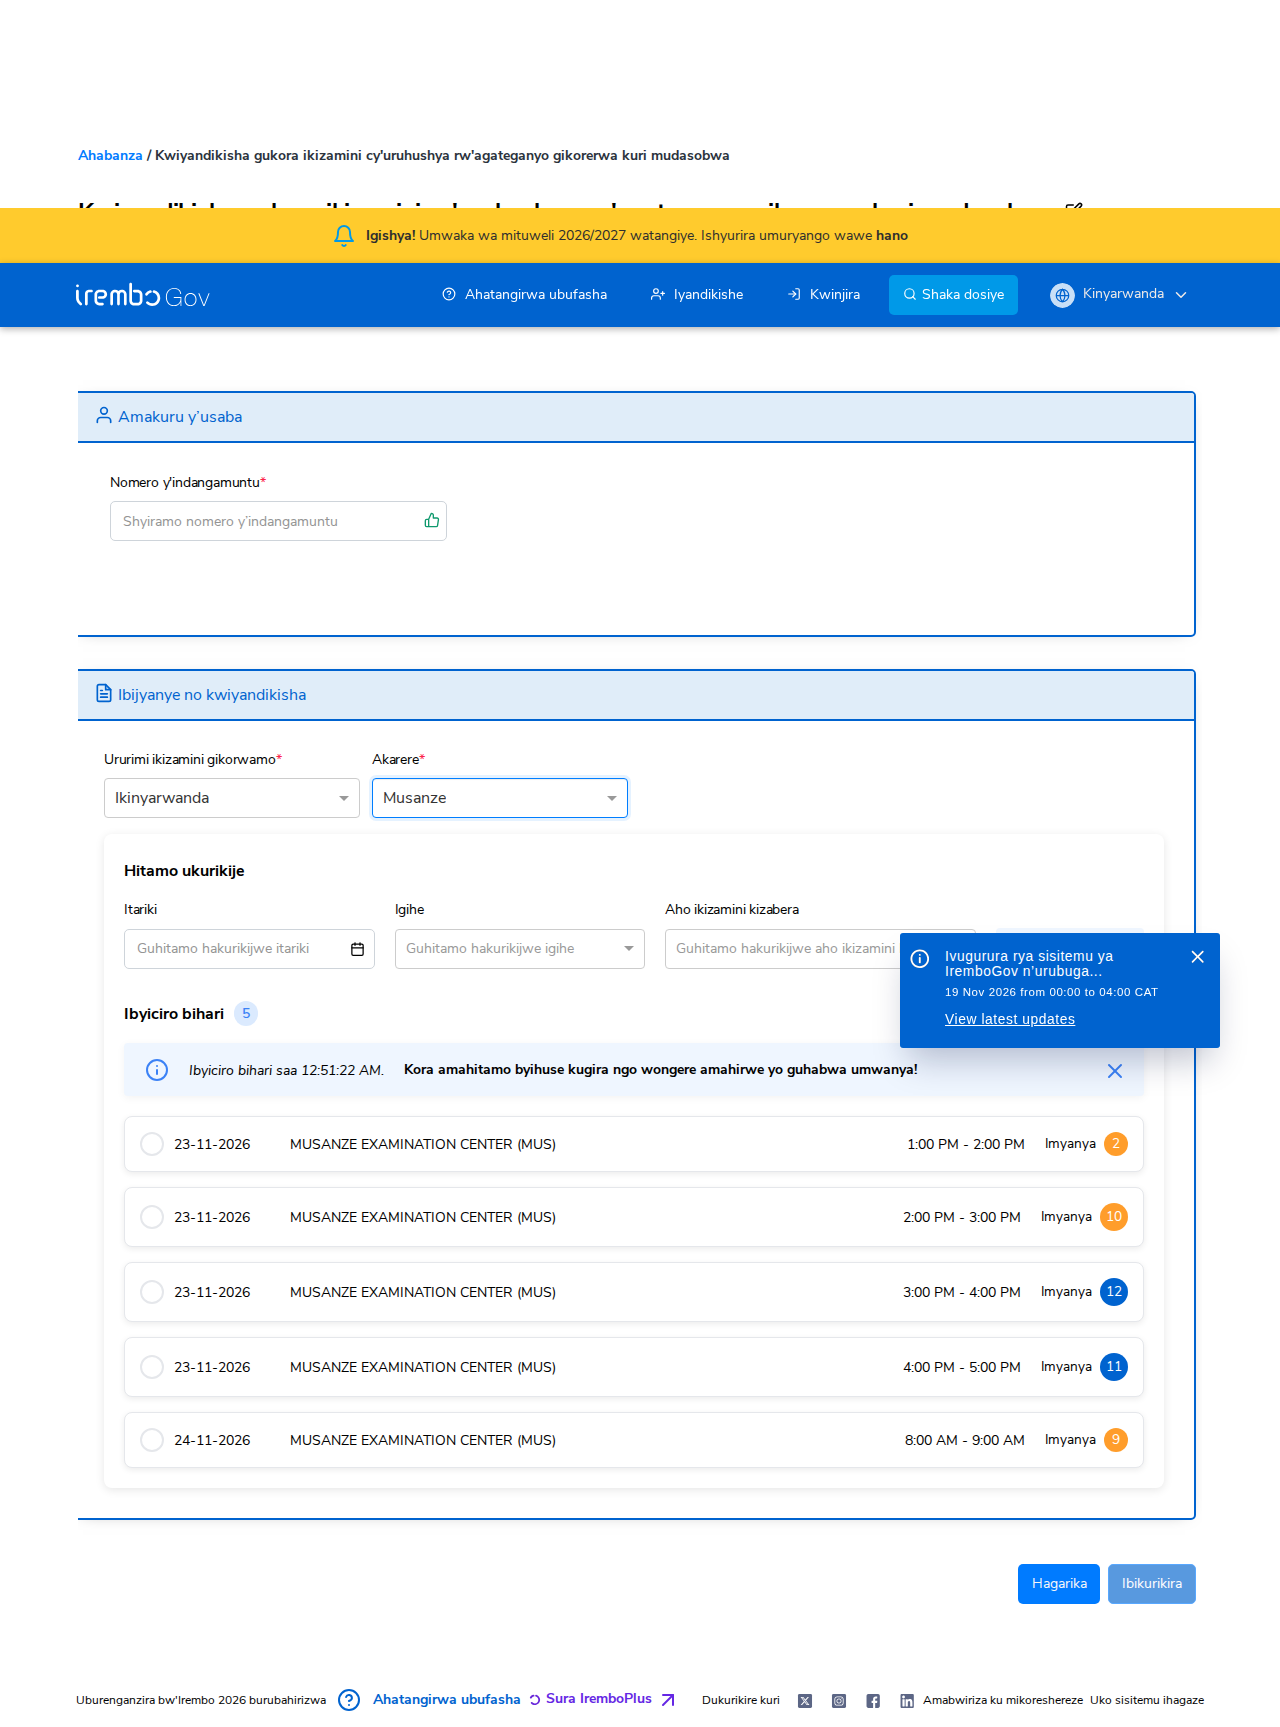 Ahabanza / Kwiyandikisha gukora ikizamini cy'uruhushya rw'agateganyo gikorerwa kuri mudasobwa
Igishya! Umwaka wa mituweli 2026/2027 watangiye. Ishyurira umuryango wawe hano
irembo Gov
Ahatangirwa ubufasha
Iyandikishe
Kwinjira
Shaka dosiye
Kinyarwanda
Amakuru y’usaba
Nomero y'indangamuntu*
Shyiramo nomero y’indangamuntu
Ibijyanye no kwiyandikisha
Ururimi ikizamini gikorwamo*
Akarere*
Ikinyarwanda
Musanze
Hitamo ukurikije
Itariki
Igihe
Aho ikizamini kizabera
Guhitamo hakurikijwe itariki
Guhitamo hakurikijwe igihe
Guhitamo hakurikijwe aho ikizamini
Ivugurura rya sisitemu ya
IremboGov n’urubuga...
19 Nov 2026 from 00:00 to 04:00 CAT
View latest updates
Ibyiciro bihari 5
Ibyiciro bihari saa 12:51:22 AM. Kora amahitamo byihuse kugira ngo wongere amahirwe yo guhabwa umwanya!
23-11-2026 MUSANZE EXAMINATION CENTER (MUS) 1:00 PM - 2:00 PM Imyanya 2
23-11-2026 MUSANZE EXAMINATION CENTER (MUS) 2:00 PM - 3:00 PM Imyanya 10
23-11-2026 MUSANZE EXAMINATION CENTER (MUS) 3:00 PM - 4:00 PM Imyanya 12
23-11-2026 MUSANZE EXAMINATION CENTER (MUS) 4:00 PM - 5:00 PM Imyanya 11
24-11-2026 MUSANZE EXAMINATION CENTER (MUS) 8:00 AM - 9:00 AM Imyanya 9
Hagarika
Ibikurikira
Uburenganzira bw'Irembo 2026 burubahirizwa
Ahatangirwa ubufasha
Sura IremboPlus
Dukurikire kuri
Amabwiriza ku mikoreshereze
Uko sisitemu ihagaze